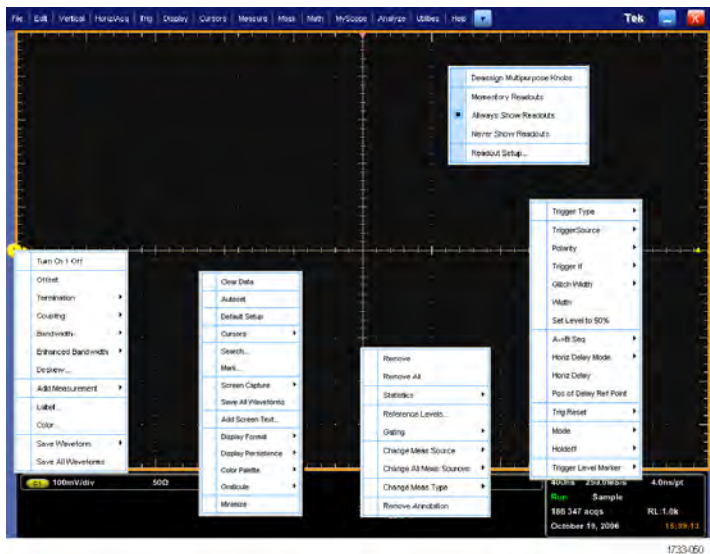 File Edit Vertical Horiz/Acq Trig Display Cursors Measure Mask Math MyScope Analyze Utilities Help Tek
Deassign Multipurpose Knobs
Momentary Readouts
Always Show Readouts
Never Show Readouts
Readout Setup...
Trigger Type
TriggerSource
Polarity
Trigger If
Glitch Width
Width
Set Level to 50%
A->B Seq
Horiz Delay Mode
Horiz Delay
Pos of Delay Ref Point
Trig Reset
Mode
Holdoff
Trigger Level Marker
Turn Ch 1 Off
Offset
Termination
Coupling
Bandwidth
Enhanced Bandwidth
Deskew...
Add Measurement
Label...
Color...
Save Waveform
Save All Waveforms
Clear Data
Autoset
Default Setup
Cursors
Search...
Mark...
Screen Capture
Save All Waveforms
Add Screen Text...
Display Format
Display Persistence
Color Palette
Graticule
Minimize
Remove
Remove All
Statistics
Reference Levels...
Gating
Change Meas Source
Change All Meas Sources
Change Meas Type
Remove Annotation
C1 100mV/div 50Ω
400ns 250.0MS/s 4.0ns/pt
Run Sample
186 347 acqs RL:1.0k
October 19, 2006 15:39:13
1733-050